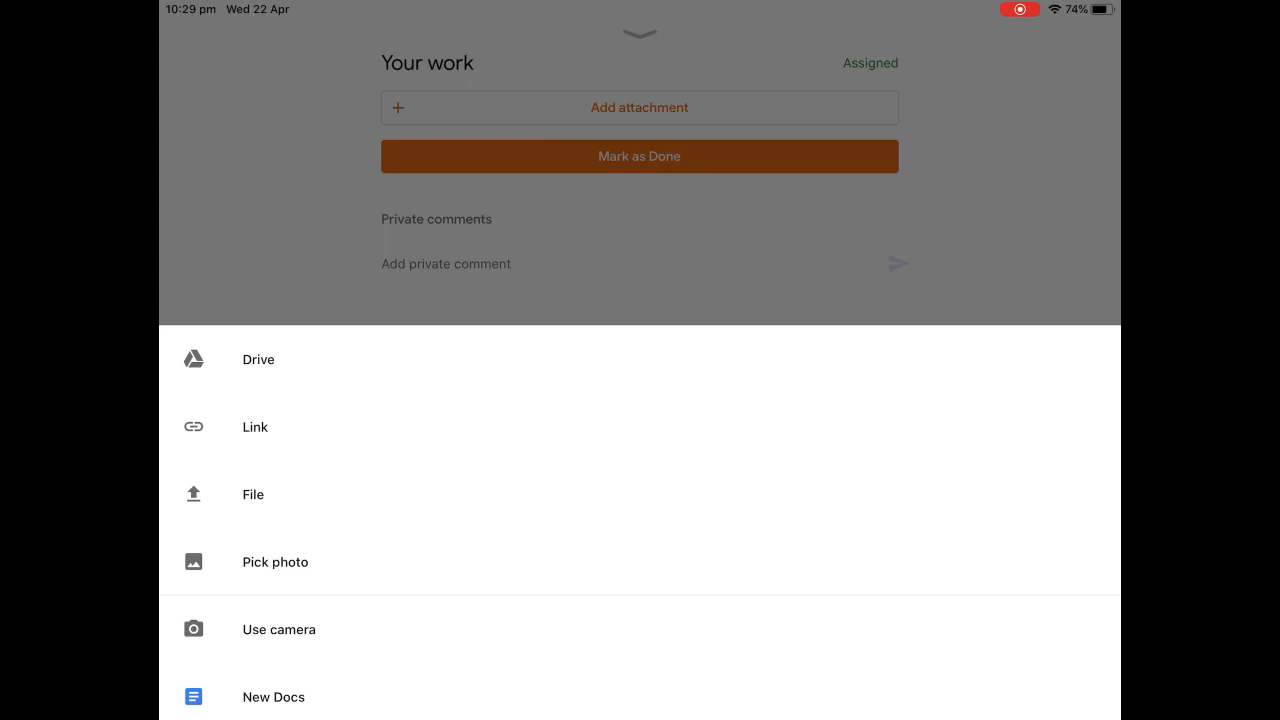 10:29 pm Wed 22 Apr 74%
Your work
Assigned
Add attachment
Mark as Done
Private comments
Add private comment
Drive
Link
File
Pick photo
Use camera
New Docs